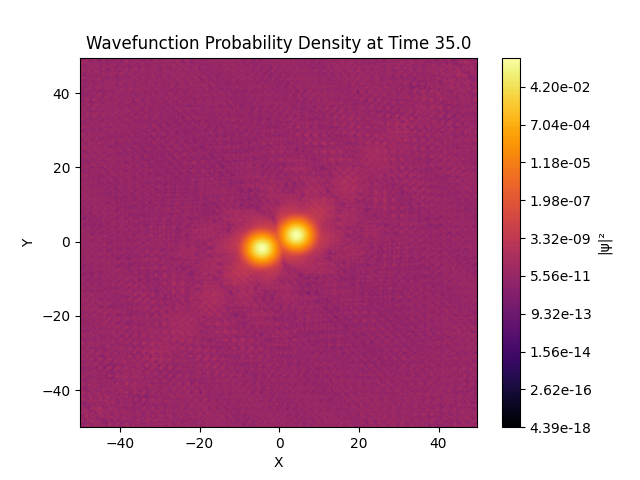 Wavefunction Probability Density at Time 35.0
40
20
0
−20
−40
Y
−40
−20
0
20
40
X
4.20e-02
7.04e-04
1.18e-05
1.98e-07
3.32e-09
5.56e-11
9.32e-13
1.56e-14
2.62e-16
4.39e-18
|ψ|²